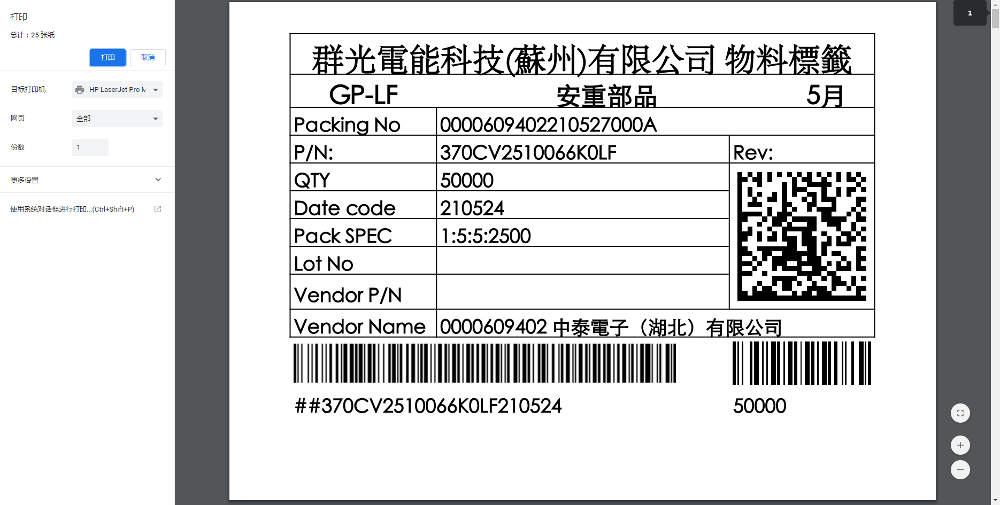 打印
总计：25 张纸
打印 取消
目标打印机 HP LaserJet Pro M
网页 全部
份数 1
更多设置
使用系统对话框进行打印...(Ctrl+Shift+P)
1
群光電能科技(蘇州)有限公司 物料標籤
GP-LF 安重部品 5月
Packing No 0000609402210527000A
P/N: 370CV2510066K0LF Rev:
QTY 50000
Date code 210524
Pack SPEC 1:5:5:2500
Lot No
Vendor P/N
Vendor Name 0000609402 中泰電子（湖北）有限公司
##370CV2510066K0LF210524 50000